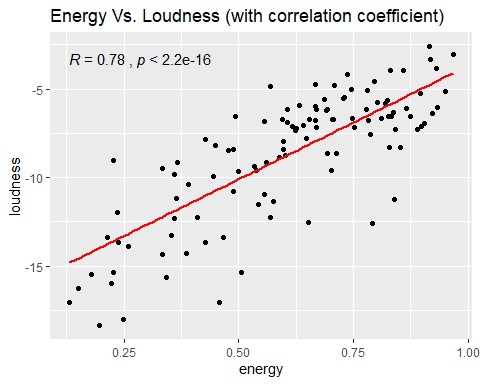 Energy Vs. Loudness (with correlation coefficient)
R = 0.78 , p < 2.2e-16
-5
-10
-15
loudness
0.25 0.50 0.75 1.00
energy